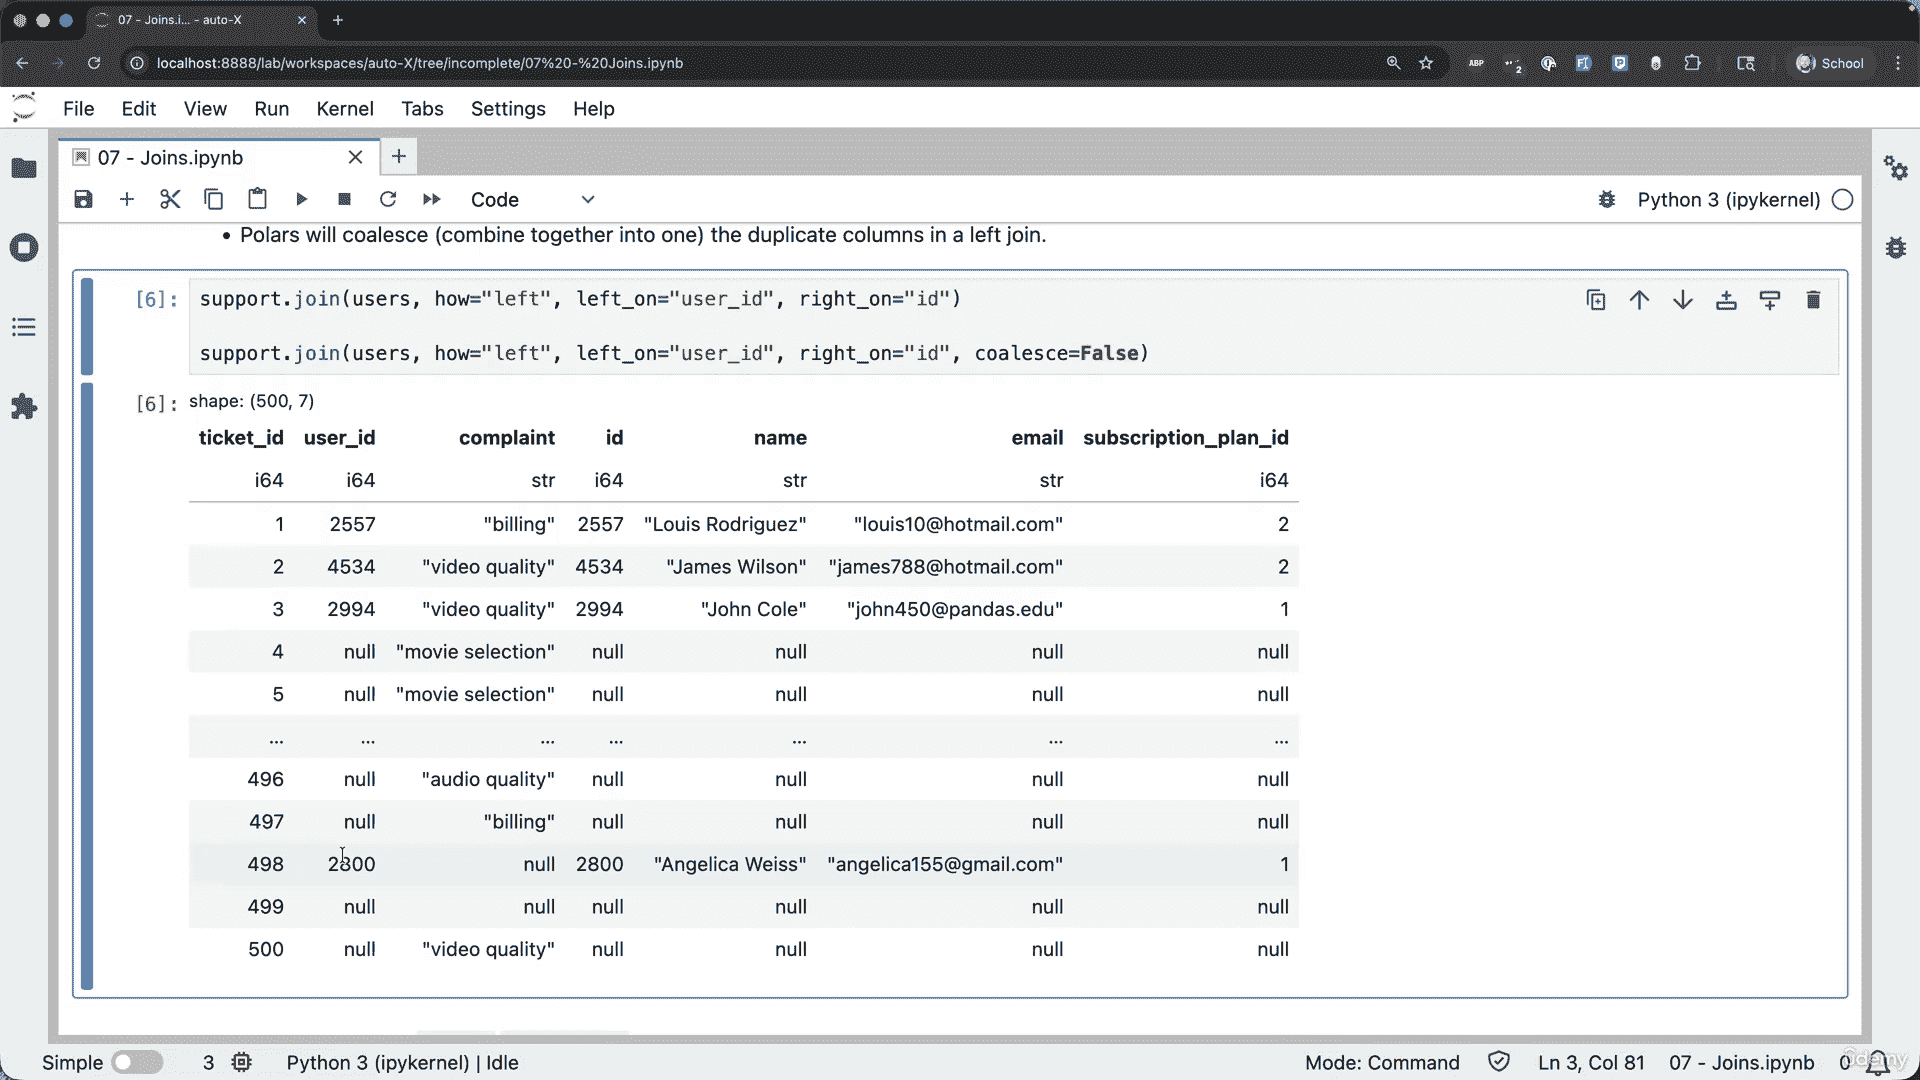 07 - Joins.i... - auto-X
localhost:8888/lab/workspaces/auto-X/tree/incomplete/07%20-%20Joins.ipynb
ABP
2
School
File Edit View Run Kernel Tabs Settings Help
07 - Joins.ipynb
Code
Python 3 (ipykernel)
• Polars will coalesce (combine together into one) the duplicate columns in a left join.
[6]: support.join(users, how="left", left_on="user_id", right_on="id")
support.join(users, how="left", left_on="user_id", right_on="id", coalesce=False)
[6]: shape: (500, 7)
ticket_id user_id complaint id name email subscription_plan_id
i64 i64 str i64 str str i64
1 2557 "billing" 2557 "Louis Rodriguez" "louis10@hotmail.com" 2
2 4534 "video quality" 4534 "James Wilson" "james788@hotmail.com" 2
3 2994 "video quality" 2994 "John Cole" "john450@pandas.edu" 1
4 null "movie selection" null null null null
5 null "movie selection" null null null null
... ... ... ... ... ... ...
496 null "audio quality" null null null null
497 null "billing" null null null null
498 2800 null 2800 "Angelica Weiss" "angelica155@gmail.com" 1
499 null null null null null null
500 null "video quality" null null null null
Simple 3 Python 3 (ipykernel) | Idle Mode: Command Ln 3, Col 81 07 - Joins.ipynb 0
udemy